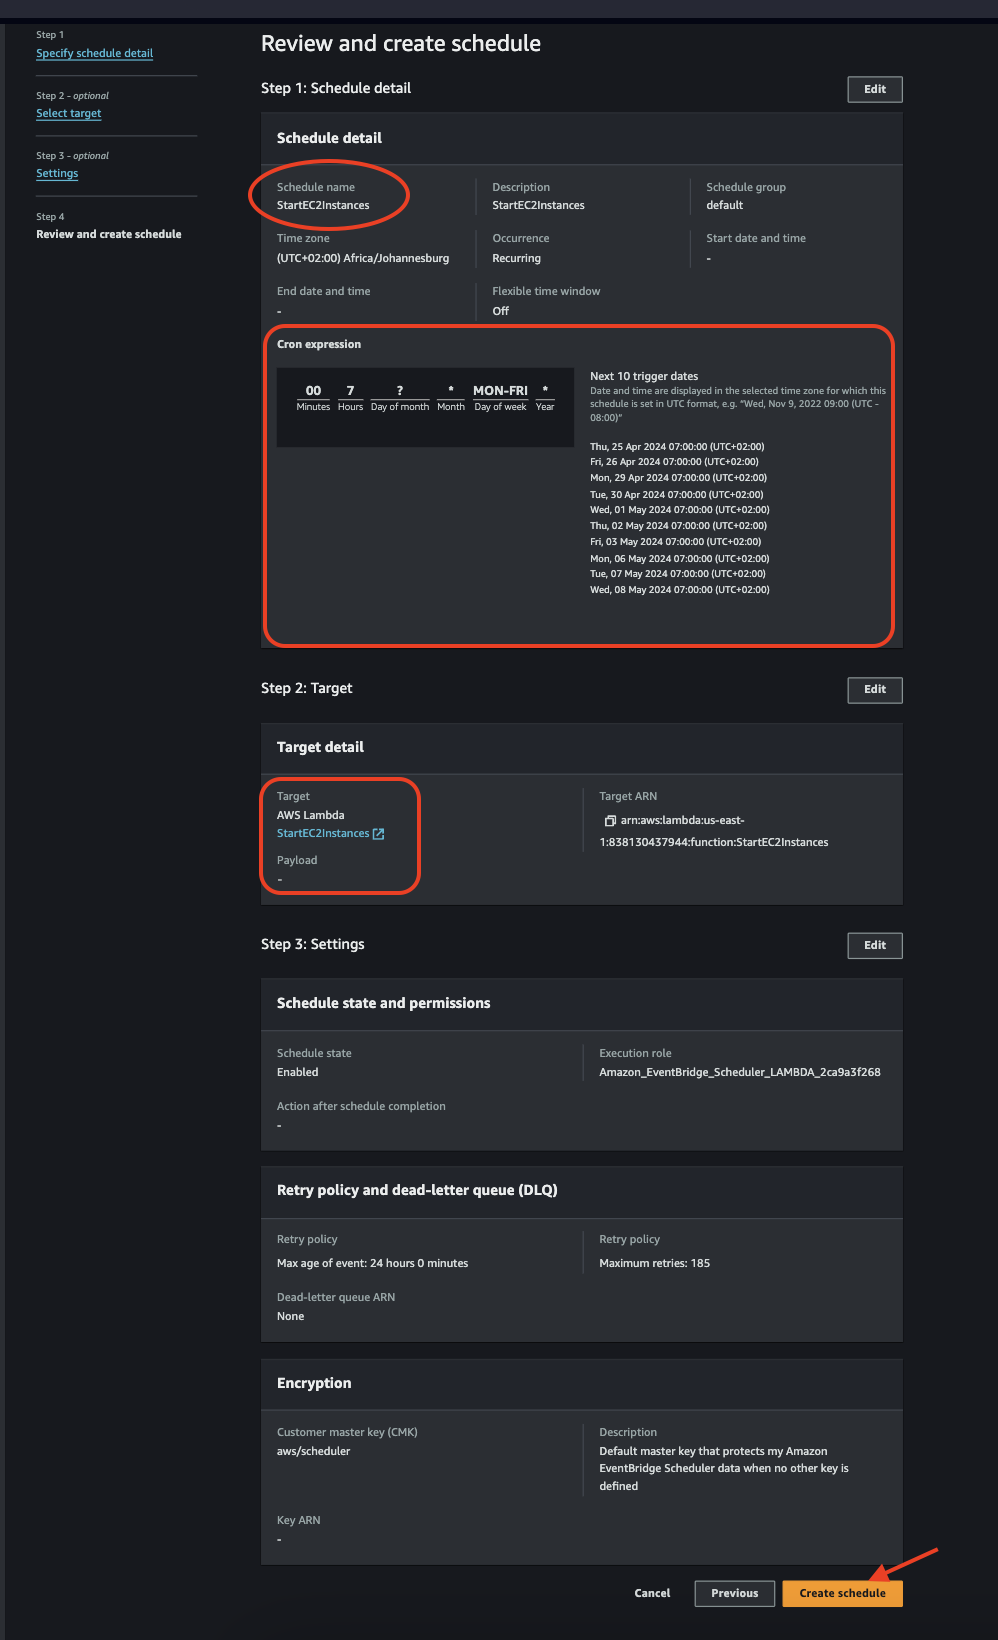 Step 1
Specify schedule detail
Step 2 - optional
Select target
Step 3 - optional
Settings
Step 4
Review and create schedule
Review and create schedule
Step 1: Schedule detail
Edit
Schedule detail
Schedule name
StartEC2Instances
Description
StartEC2Instances
Schedule group
default
Time zone
(UTC+02:00) Africa/Johannesburg
Occurrence
Recurring
Start date and time
-
End date and time
-
Flexible time window
Off
Cron expression
00 7 ? * MON-FRI *
Minutes Hours Day of month Month Day of week Year
Next 10 trigger dates
Date and time are displayed in the selected time zone for which this
schedule is set in UTC format, e.g. "Wed, Nov 9, 2022 09:00 (UTC -
08:00)"
Thu, 25 Apr 2024 07:00:00 (UTC+02:00)
Fri, 26 Apr 2024 07:00:00 (UTC+02:00)
Mon, 29 Apr 2024 07:00:00 (UTC+02:00)
Tue, 30 Apr 2024 07:00:00 (UTC+02:00)
Wed, 01 May 2024 07:00:00 (UTC+02:00)
Thu, 02 May 2024 07:00:00 (UTC+02:00)
Fri, 03 May 2024 07:00:00 (UTC+02:00)
Mon, 06 May 2024 07:00:00 (UTC+02:00)
Tue, 07 May 2024 07:00:00 (UTC+02:00)
Wed, 08 May 2024 07:00:00 (UTC+02:00)
Step 2: Target
Edit
Target detail
Target
AWS Lambda
StartEC2Instances
Payload
-
Target ARN
arn:aws:lambda:us-east-
1:838130437944:function:StartEC2Instances
Step 3: Settings
Edit
Schedule state and permissions
Schedule state
Enabled
Execution role
Amazon_EventBridge_Scheduler_LAMBDA_2ca9a3f268
Action after schedule completion
-
Retry policy and dead-letter queue (DLQ)
Retry policy
Max age of event: 24 hours 0 minutes
Retry policy
Maximum retries: 185
Dead-letter queue ARN
None
Encryption
Customer master key (CMK)
aws/scheduler
Description
Default master key that protects my Amazon
EventBridge Scheduler data when no other key is
defined
Key ARN
-
Cancel
Previous
Create schedule